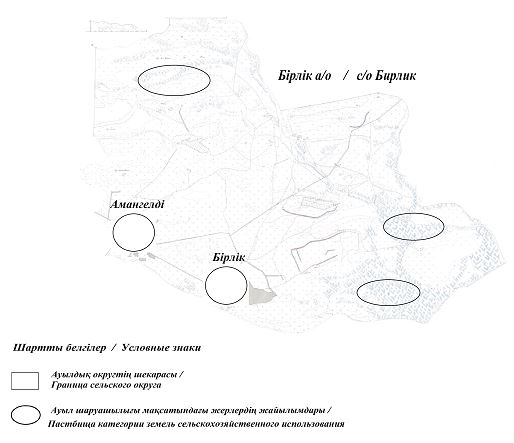 Бірлік а/о / с/о Бирлик
Амангелді
Бірлік
Шартты белгілер / Условные знаки
Ауылдық округтің шекарасы /
Граница сельского округа
Ауыл шаруашылығы мақсатындағы жерлердің жайылымдары /
Пастбища категории земель сельскохозяйственного использования